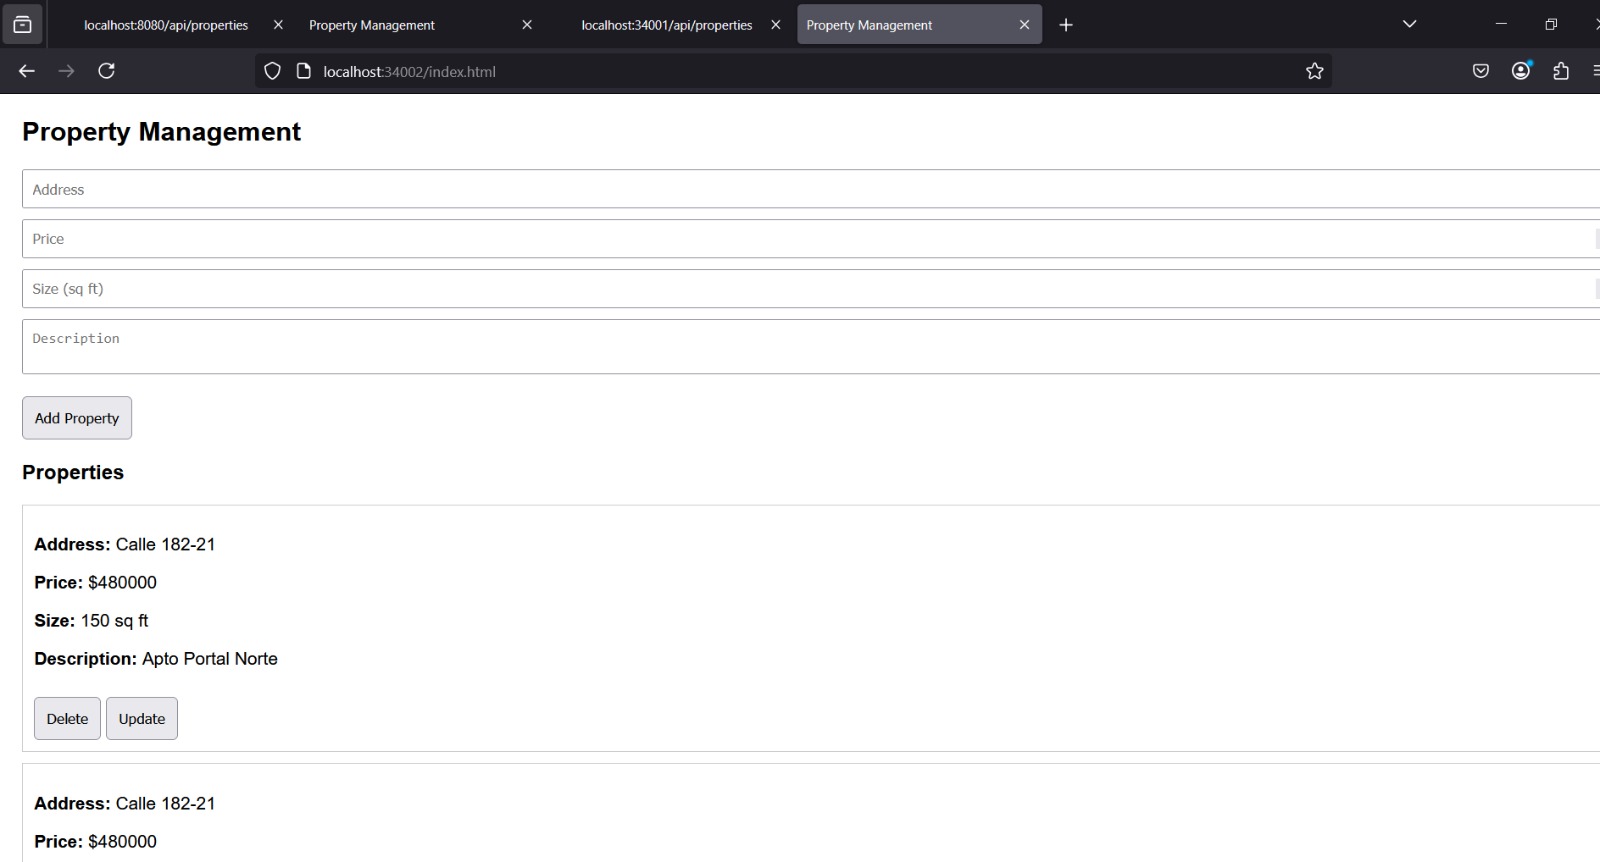 localhost:8080/api/properties
Property Management
localhost:34001/api/properties
Property Management
localhost:34002/index.html
Property Management
Address
Price
Size (sq ft)
Description
Add Property
Properties
Address: Calle 182-21
Price: $480000
Size: 150 sq ft
Description: Apto Portal Norte
Delete Update
Address: Calle 182-21
Price: $480000